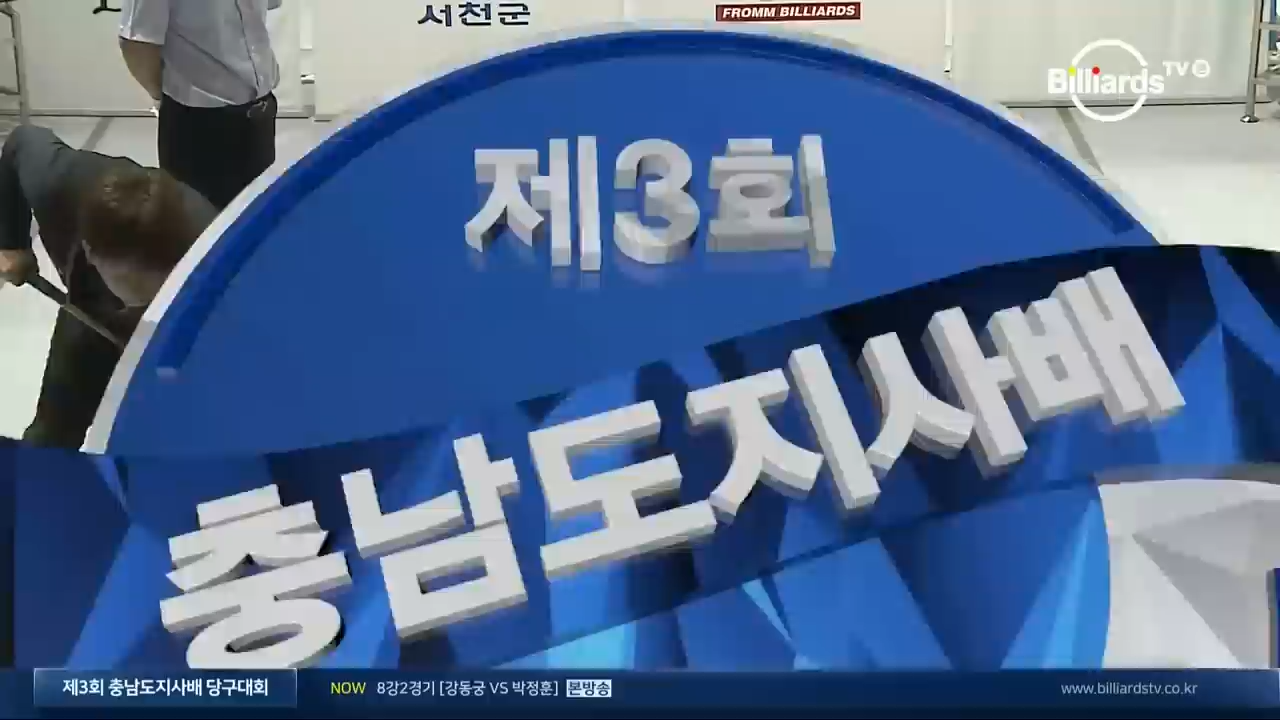 서천군
FROMM BILLIARDS
Billiards TV
제3회
충남도지사배
제3회 충남도지사배 당구대회
NOW 8강2경기 [강동궁 VS 박정훈] 본방송
www.billiardstv.co.kr